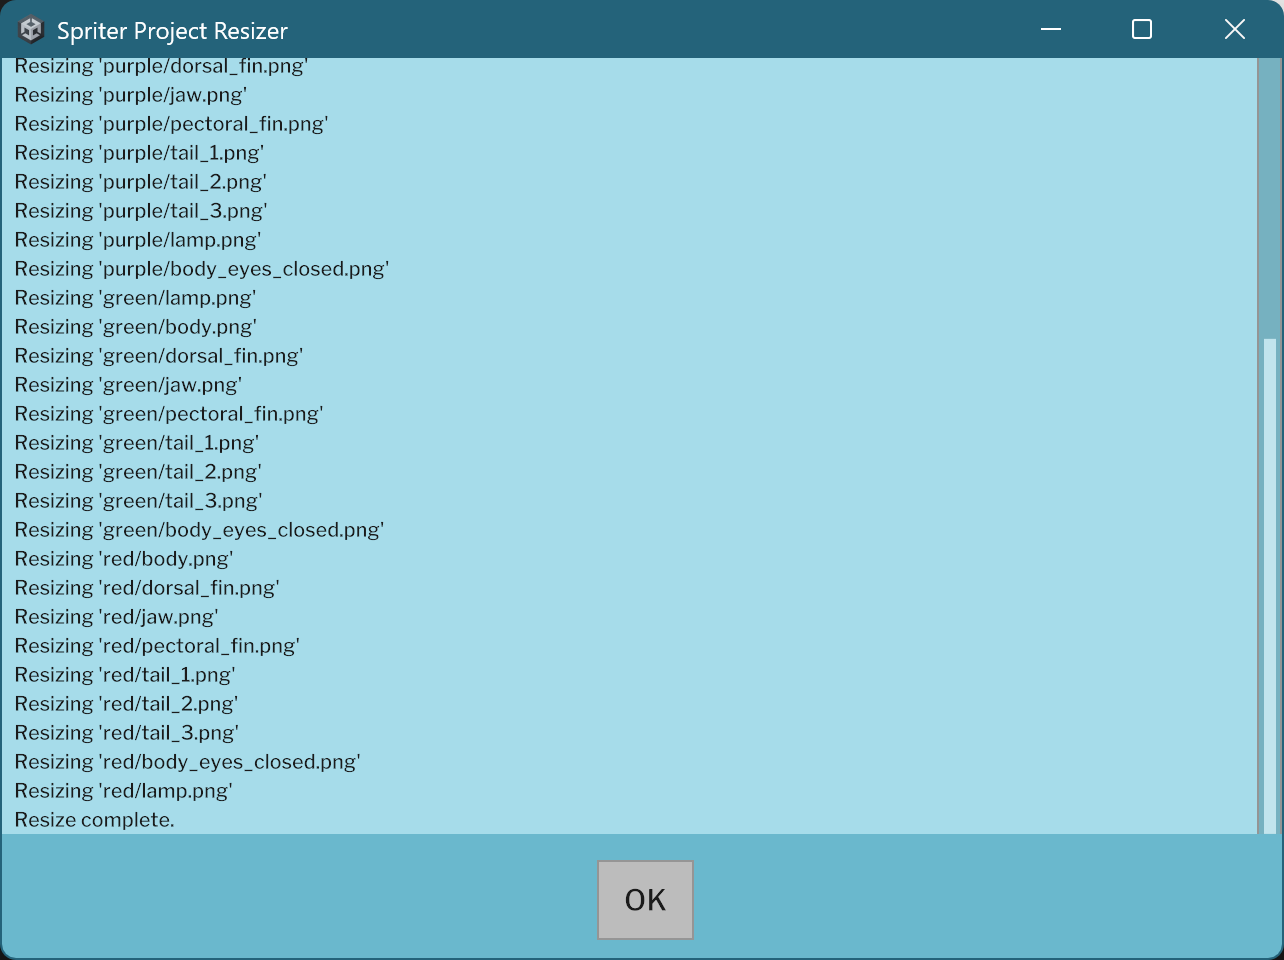 Spriter Project Resizer
Resizing 'purple/dorsal_fin.png'
Resizing 'purple/jaw.png'
Resizing 'purple/pectoral_fin.png'
Resizing 'purple/tail_1.png'
Resizing 'purple/tail_2.png'
Resizing 'purple/tail_3.png'
Resizing 'purple/lamp.png'
Resizing 'purple/body_eyes_closed.png'
Resizing 'green/lamp.png'
Resizing 'green/body.png'
Resizing 'green/dorsal_fin.png'
Resizing 'green/jaw.png'
Resizing 'green/pectoral_fin.png'
Resizing 'green/tail_1.png'
Resizing 'green/tail_2.png'
Resizing 'green/tail_3.png'
Resizing 'green/body_eyes_closed.png'
Resizing 'red/body.png'
Resizing 'red/dorsal_fin.png'
Resizing 'red/jaw.png'
Resizing 'red/pectoral_fin.png'
Resizing 'red/tail_1.png'
Resizing 'red/tail_2.png'
Resizing 'red/tail_3.png'
Resizing 'red/body_eyes_closed.png'
Resizing 'red/lamp.png'
Resize complete.
OK